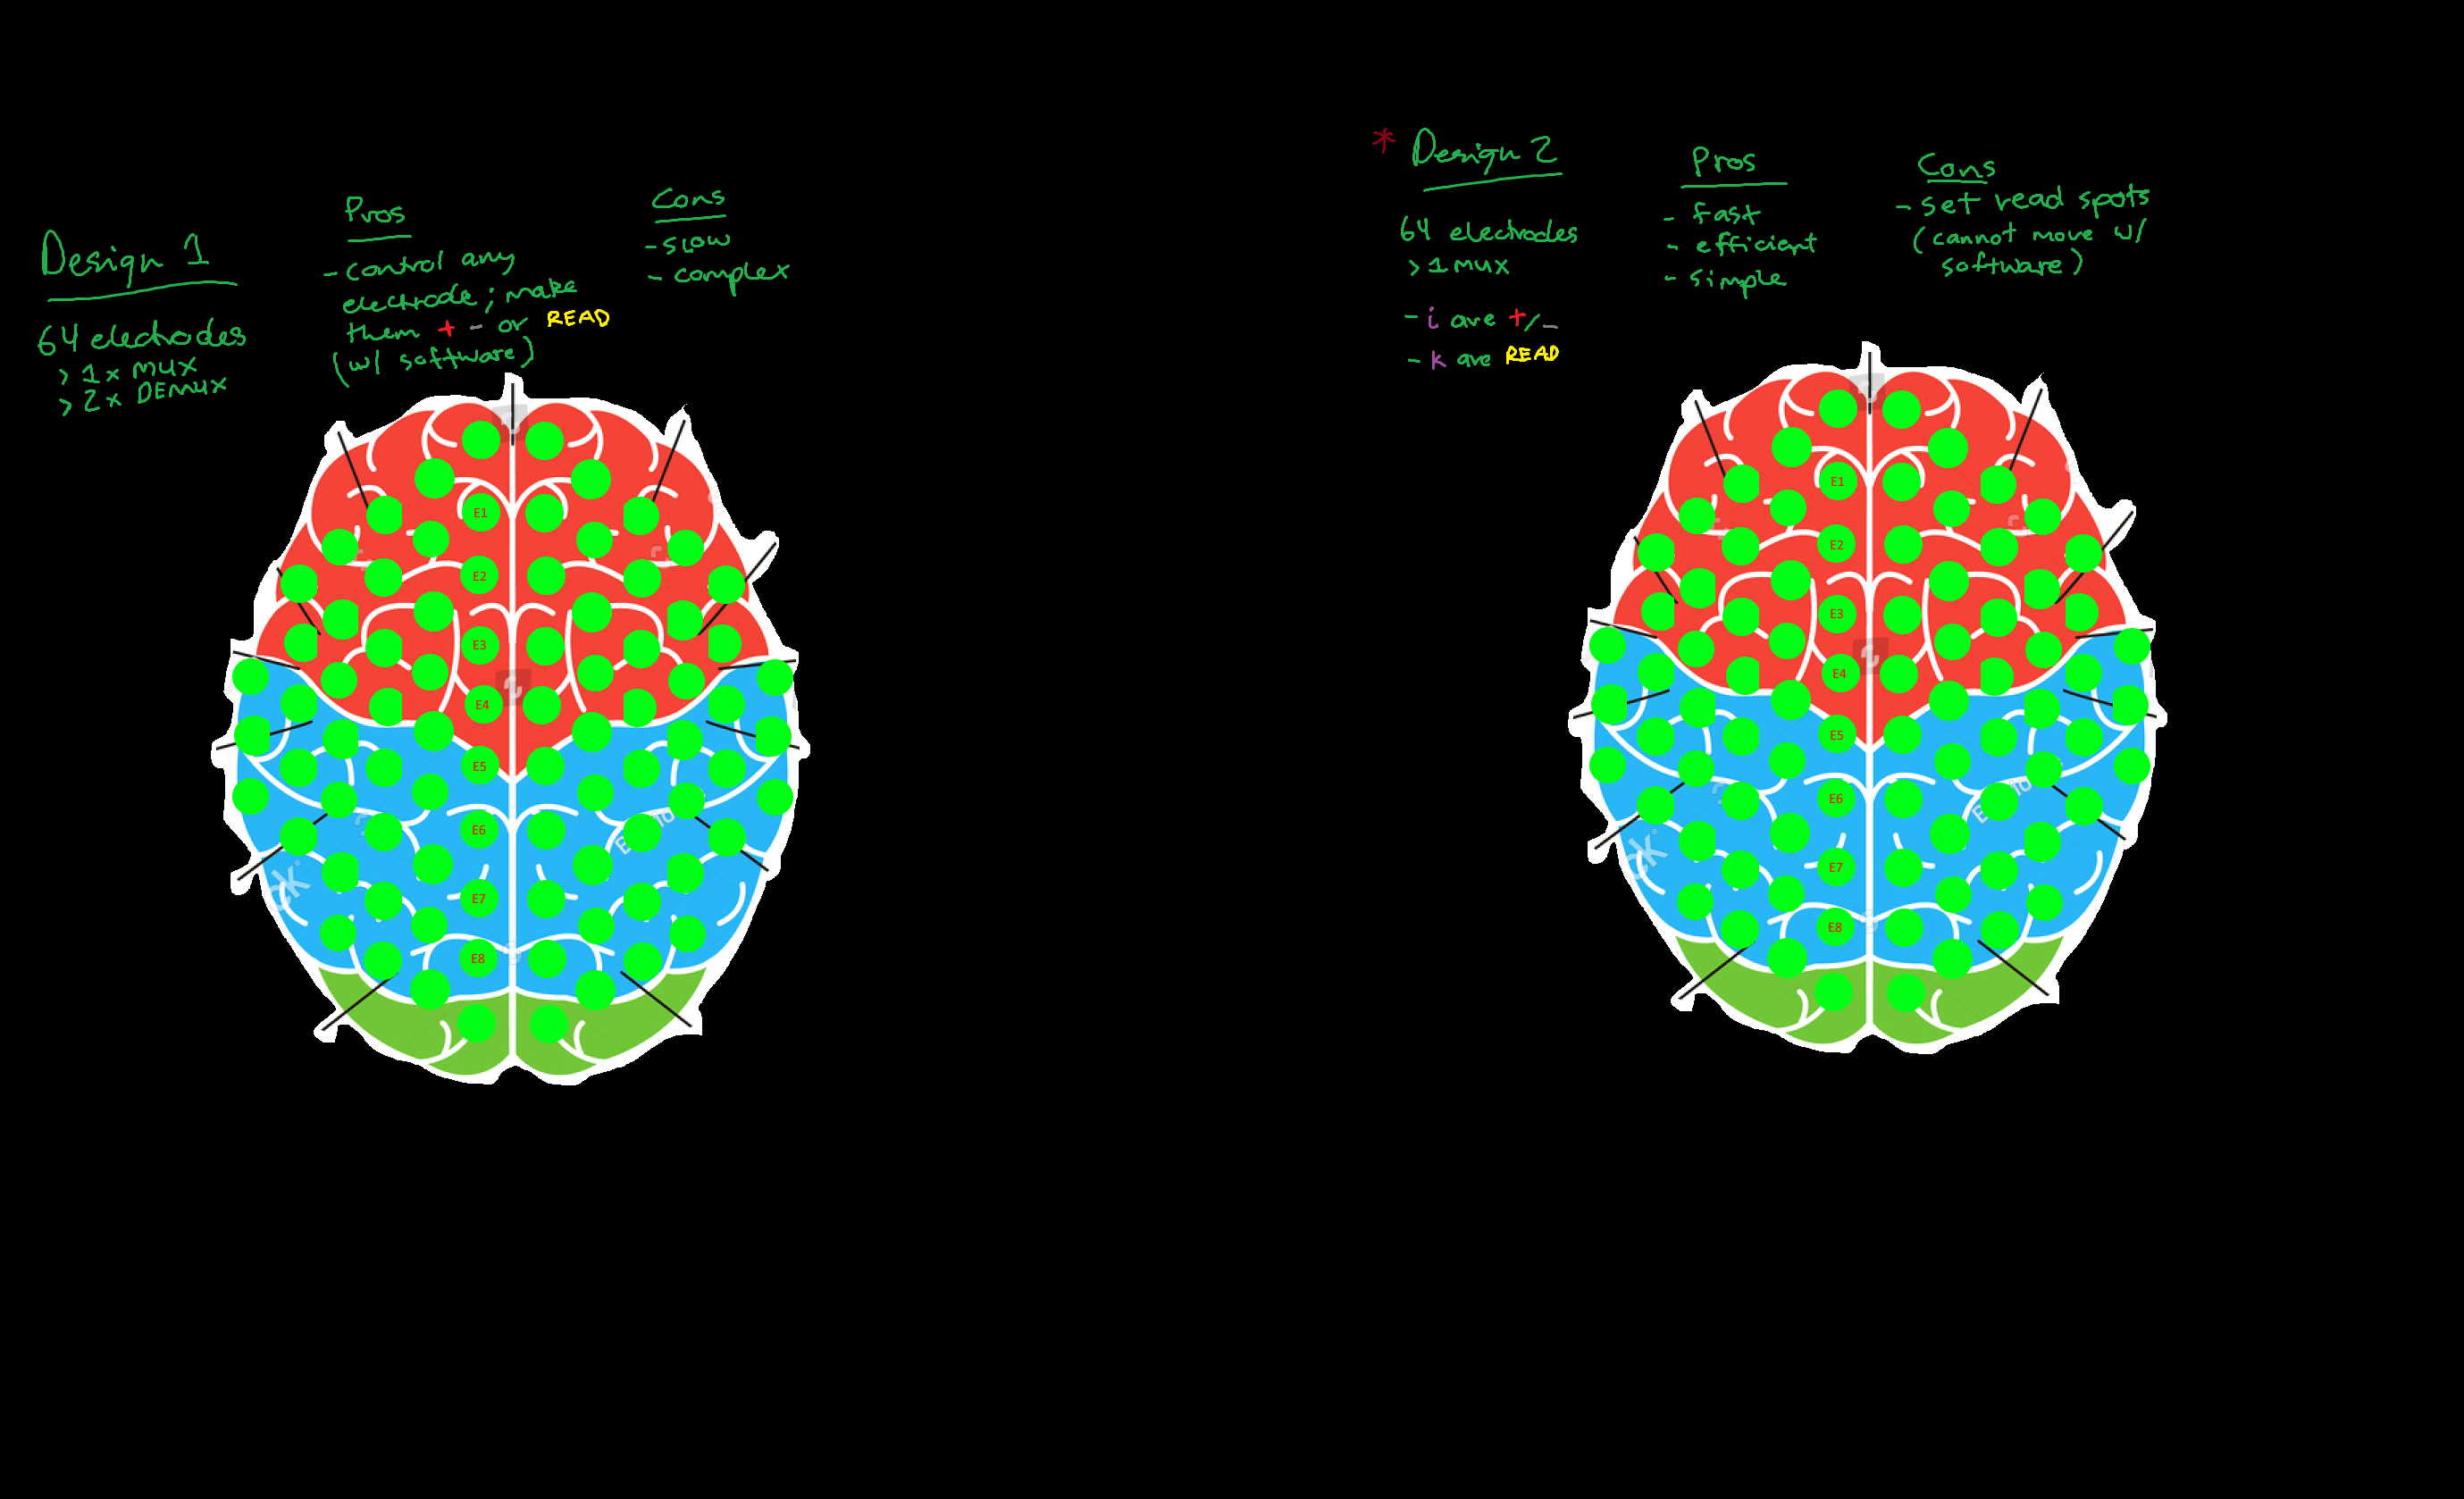 Design 1
64 electrodes
> 1x MUX
> 2x DEMUX
Pros
- control any
electrode; make
them + - or READ
(w/ software)
Cons
- slow
- complex
E1
E2
E3
E4
E5
E6
E7
E8
* Design 2
64 electrodes
> 1 MUX
- i are +/-
- k are READ
Pros
- fast
- efficient
- simple
Cons
- set read spots
(cannot move w/
software)
E1
E2
E3
E4
E5
E6
E7
E8